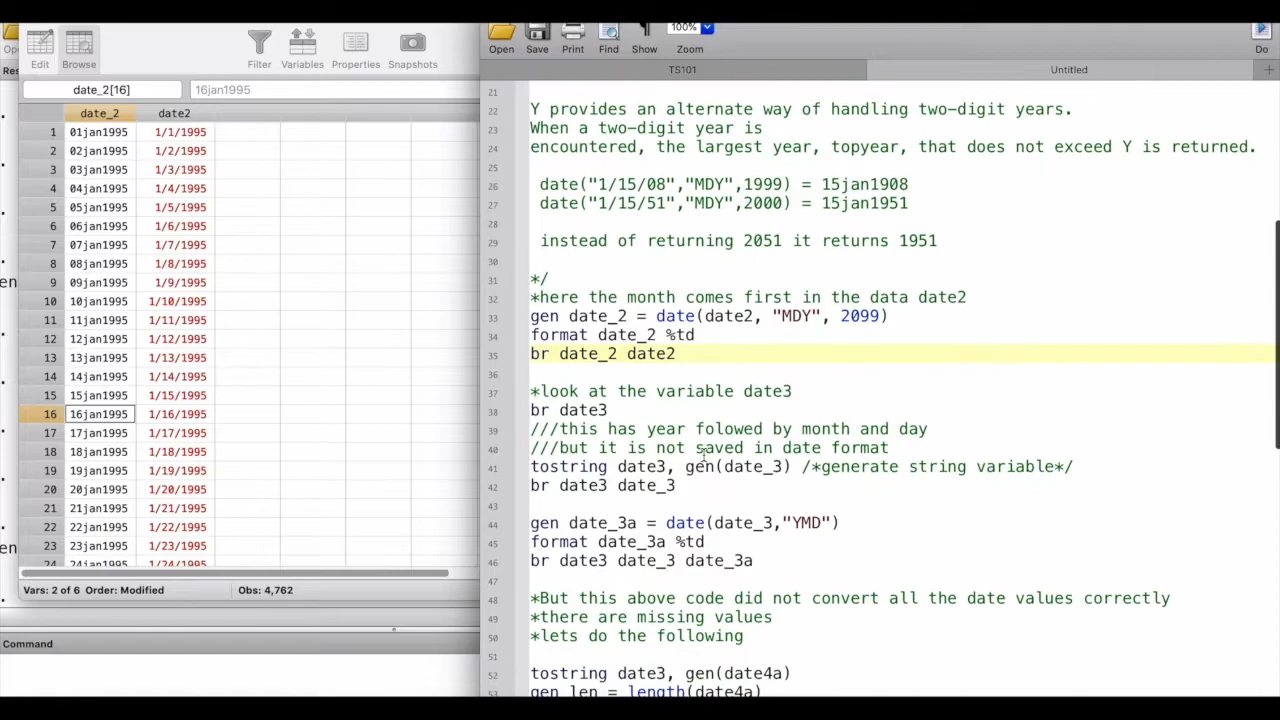 Open Save Print Find Show Zoom Do
100%
Edit Browse Filter Variables Properties Snapshots
TS101 Untitled
date_2[16] 16jan1995
date_2 date2
1 01jan1995 1/1/1995
2 02jan1995 1/2/1995
3 03jan1995 1/3/1995
4 04jan1995 1/4/1995
5 05jan1995 1/5/1995
6 06jan1995 1/6/1995
7 07jan1995 1/7/1995
8 08jan1995 1/8/1995
9 09jan1995 1/9/1995
10 10jan1995 1/10/1995
11 11jan1995 1/11/1995
12 12jan1995 1/12/1995
13 13jan1995 1/13/1995
14 14jan1995 1/14/1995
15 15jan1995 1/15/1995
16 16jan1995 1/16/1995
17 17jan1995 1/17/1995
18 18jan1995 1/18/1995
19 19jan1995 1/19/1995
20 20jan1995 1/20/1995
21 21jan1995 1/21/1995
22 22jan1995 1/22/1995
23 23jan1995 1/23/1995
24 24jan1995 1/24/1995
Vars: 2 of 6 Order: Modified Obs: 4,762
Command
21
22 Y provides an alternate way of handling two-digit years.
23 When a two-digit year is
24 encountered, the largest year, topyear, that does not exceed Y is returned.
25
26 date("1/15/08","MDY",1999) = 15jan1908
27 date("1/15/51","MDY",2000) = 15jan1951
28
29 instead of returning 2051 it returns 1951
30
31 */
32 *here the month comes first in the data date2
33 gen date_2 = date(date2, "MDY", 2099)
34 format date_2 %td
35 br date_2 date2
36
37 *look at the variable date3
38 br date3
39 ///this has year folowed by month and day
40 ///but it is not saved in date format
41 tostring date3, gen(date_3) /*generate string variable*/
42 br date3 date_3
43
44 gen date_3a = date(date_3,"YMD")
45 format date_3a %td
46 br date3 date_3 date_3a
47
48 *But this above code did not convert all the date values correctly
49 *there are missing values
50 *lets do the following
51
52 tostring date3, gen(date4a)
53 gen len = length(date4a)